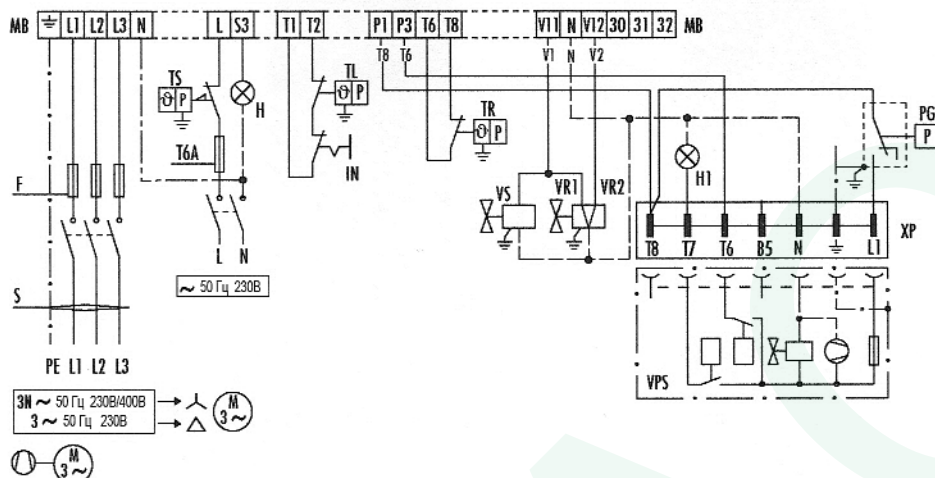 MB ⏚ L1 L2 L3 N L S3 T1 T2 P1 P3 T6 T8 V11 N V12 30 31 32 MB
T8 T6 V1 N V2
TS
ϑ P
H
TL
ϑ P
TR
ϑ P
PG
P
T6A
IN
F
VS
VR1
VR2
H1
XP
T8 T7 T6 B5 N L1
L N
~ 50 Гц 230В
S
PE L1 L2 L3
VPS
3N ~ 50 Гц 230В/400В
3 ~ 50 Гц 230В
M
3 ~
M
3 ~